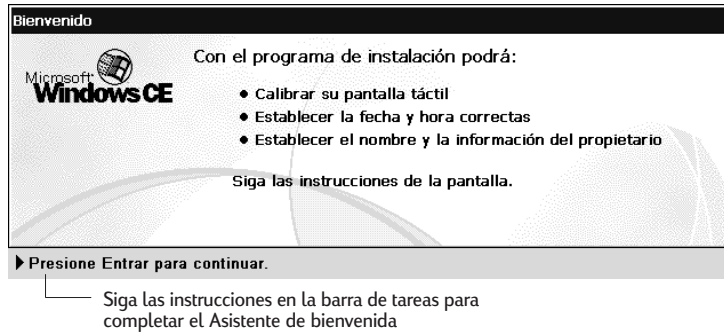 Bienvenido
Con el programa de instalación podrá:
Microsoft
Windows CE
• Calibrar su pantalla táctil
• Establecer la fecha y hora correctas
• Establecer el nombre y la información del propietario
Siga las instrucciones de la pantalla.
Presione Entrar para continuar.
Siga las instrucciones en la barra de tareas para
completar el Asistente de bienvenida